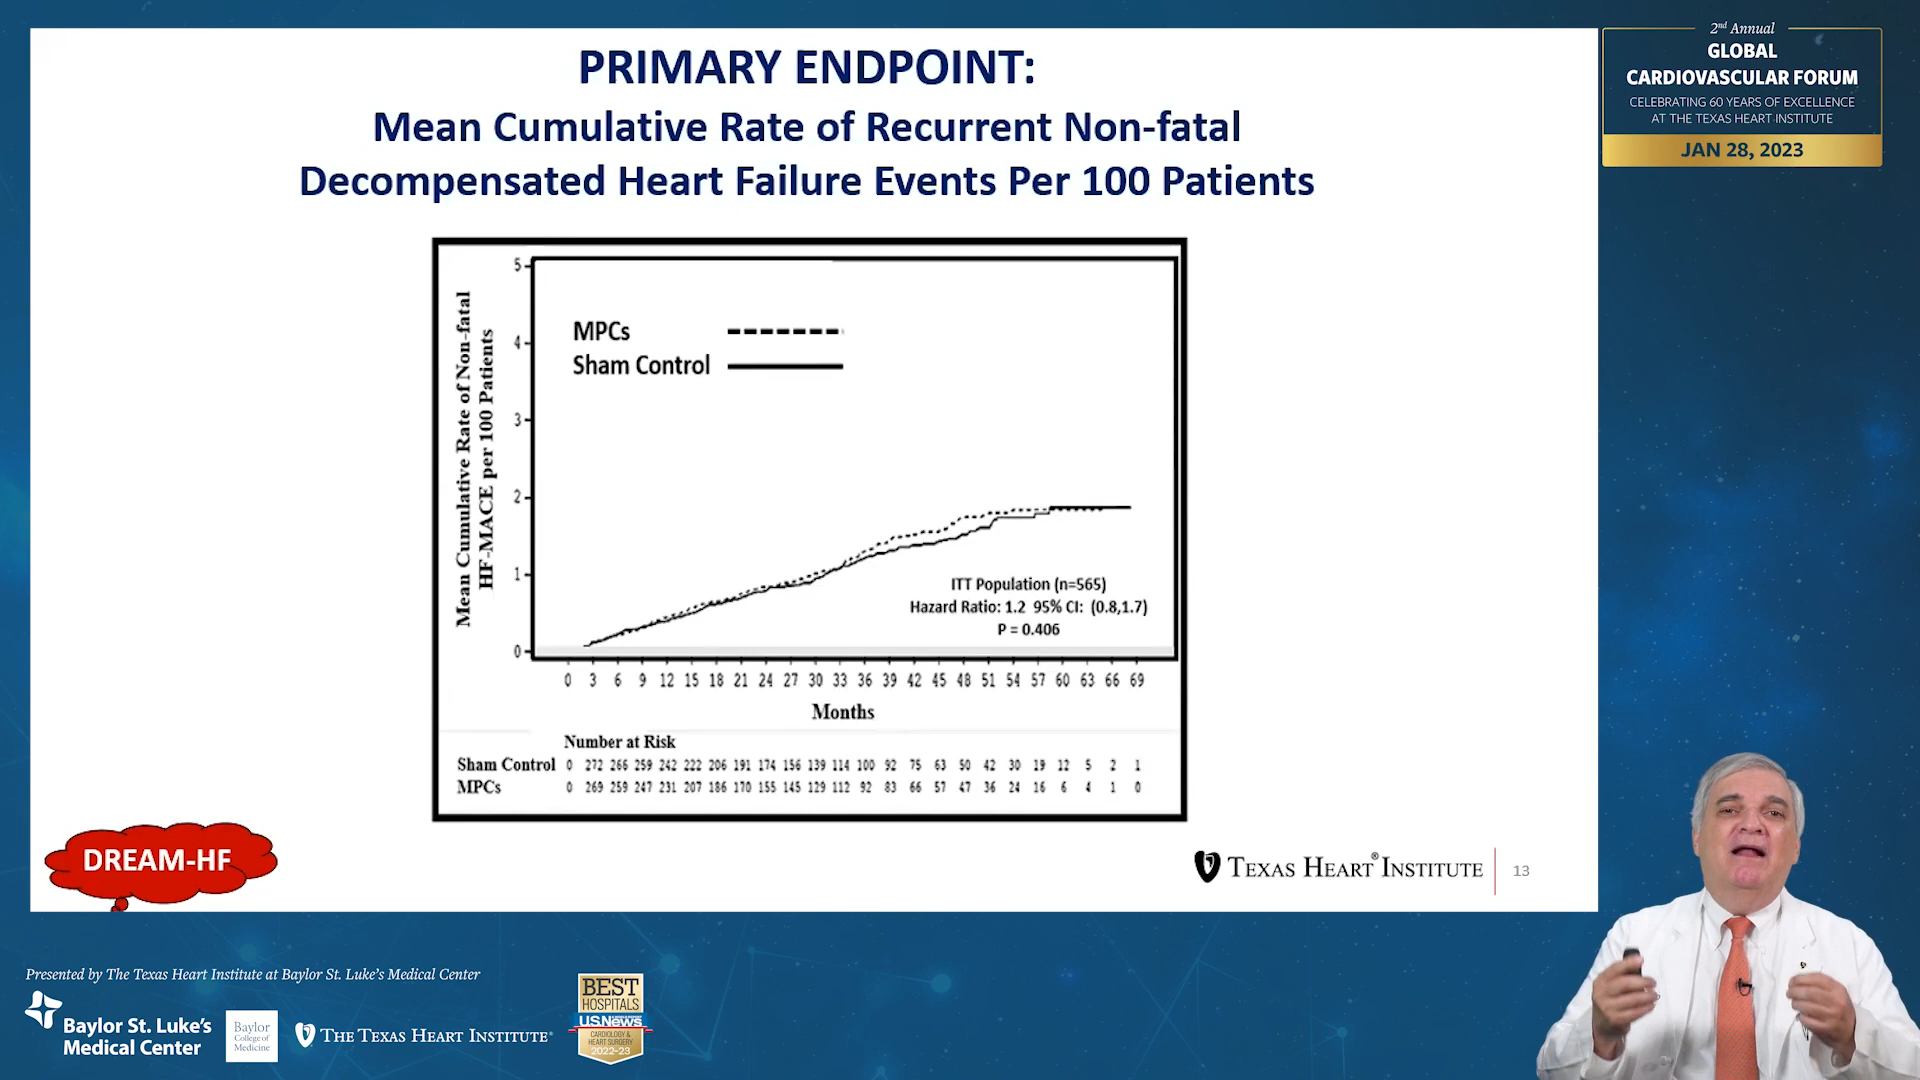 PRIMARY ENDPOINT:
Mean Cumulative Rate of Recurrent Non-fatal
Decompensated Heart Failure Events Per 100 Patients
2nd Annual
GLOBAL
CARDIOVASCULAR FORUM
CELEBRATING 60 YEARS OF EXCELLENCE
AT THE TEXAS HEART INSTITUTE
JAN 28, 2023
Mean Cumulative Rate of Non-fatal
HF-MACE per 100 Patients
5
4
3
2
1
0
MPCs
Sham Control
ITT Population (n=565)
Hazard Ratio: 1.2 95% CI: (0.8,1.7)
P = 0.406
0 3 6 9 12 15 18 21 24 27 30 33 36 39 42 45 48 51 54 57 60 63 66 69
Months
Number at Risk
Sham Control 0 272 266 259 242 222 206 191 174 156 139 114 100 92 75 63 50 42 30 19 12 5 2 1
MPCs 0 269 259 247 231 207 186 170 155 145 129 112 92 83 66 57 47 36 24 16 6 4 1 0
DREAM-HF
TEXAS HEART® INSTITUTE
13
Presented by The Texas Heart Institute at Baylor St. Luke's Medical Center
Baylor St. Luke's
Medical Center
Baylor
College of
Medicine
THE TEXAS HEART INSTITUTE®
BEST
HOSPITALS
U.S. News
CARDIOLOGY &
HEART SURGERY
2022-23